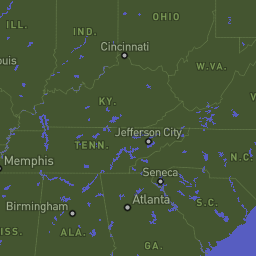 OHIO
ILL.
IND.
Cincinnati
ouis
W.VA.
KY.
V
Jefferson City
TENN.
Memphis
N.C.
Seneca
Birmingham
Atlanta
S.C.
ISS.
ALA.
GA.